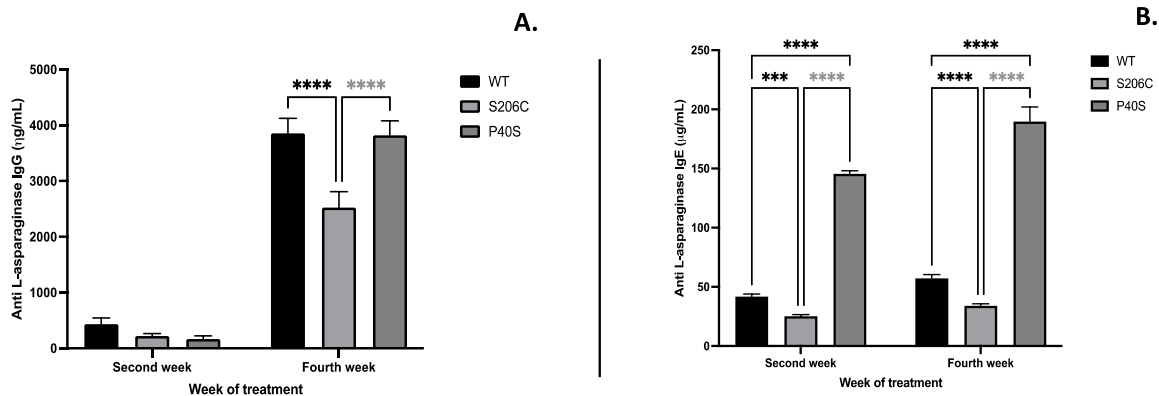 A.
5000
4000
3000
2000
1000
0
Anti L-asparaginase IgG (ηg/mL)
**** ****
Second week Fourth week
Week of treatment
WT
S206C
P40S
B.
250
200
150
100
50
0
Anti L-asparaginase IgE (μg/mL)
**** ****
*** **** **** ****
Second week Fourth week
Week of treatment
WT
S206C
P40S